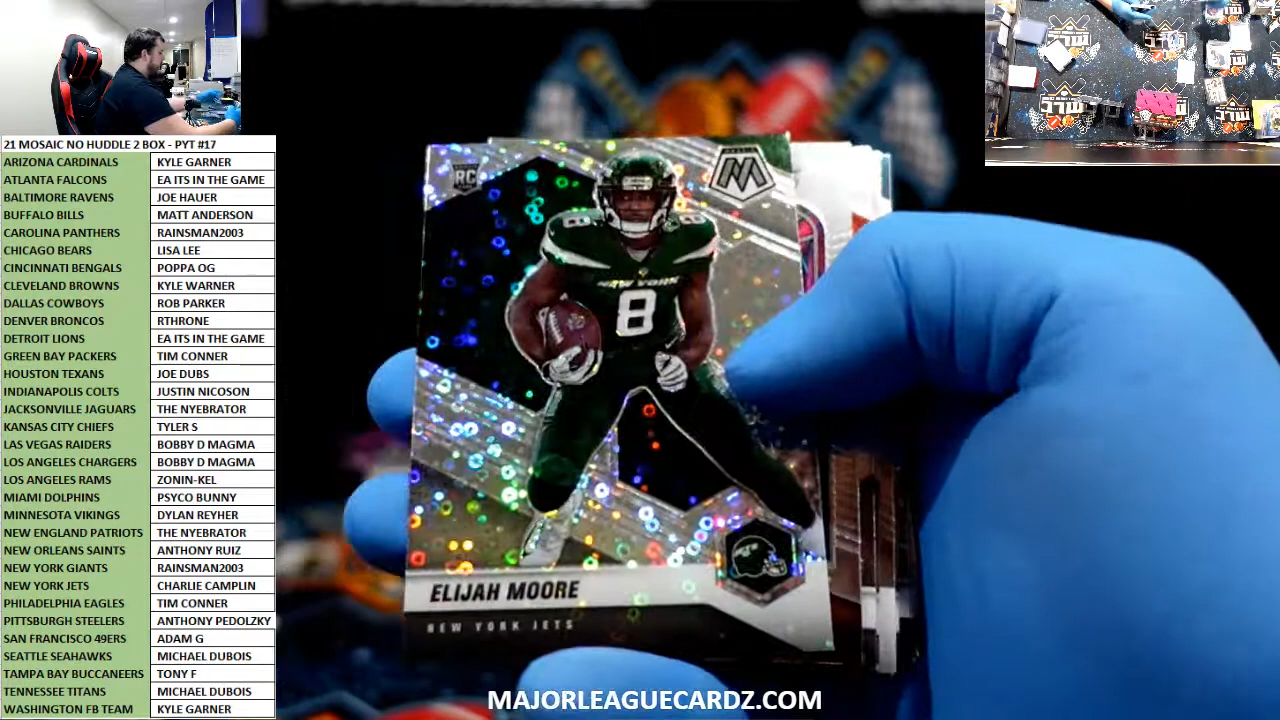 21 MOSAIC NO HUDDLE 2 BOX - PYT #17
ARIZONA CARDINALS KYLE GARNER
ATLANTA FALCONS EA ITS IN THE GAME
BALTIMORE RAVENS JOE HAUER
BUFFALO BILLS MATT ANDERSON
CAROLINA PANTHERS RAINSMAN2003
CHICAGO BEARS LISA LEE
CINCINNATI BENGALS POPPA OG
CLEVELAND BROWNS KYLE WARNER
DALLAS COWBOYS ROB PARKER
DENVER BRONCOS RTHRONE
DETROIT LIONS EA ITS IN THE GAME
GREEN BAY PACKERS TIM CONNER
HOUSTON TEXANS JOE DUBS
INDIANAPOLIS COLTS JUSTIN NICOSON
JACKSONVILLE JAGUARS THE NYEBRATOR
KANSAS CITY CHIEFS TYLER S
LAS VEGAS RAIDERS BOBBY D MAGMA
LOS ANGELES CHARGERS BOBBY D MAGMA
LOS ANGELES RAMS ZONIN-KEL
MIAMI DOLPHINS PSYCO BUNNY
MINNESOTA VIKINGS DYLAN REYHER
NEW ENGLAND PATRIOTS THE NYEBRATOR
NEW ORLEANS SAINTS ANTHONY RUIZ
NEW YORK GIANTS RAINSMAN2003
NEW YORK JETS CHARLIE CAMPLIN
PHILADELPHIA EAGLES TIM CONNER
PITTSBURGH STEELERS ANTHONY PEDOLZKY
SAN FRANCISCO 49ERS ADAM G
SEATTLE SEAHAWKS MICHAEL DUBOIS
TAMPA BAY BUCCANEERS TONY F
TENNESSEE TITANS MICHAEL DUBOIS
WASHINGTON FB TEAM KYLE GARNER
RC
M
8 8
NEW YORK
8
ELIJAH MOORE
NEW YORK JETS
MAJORLEAGUECARDZ.COM